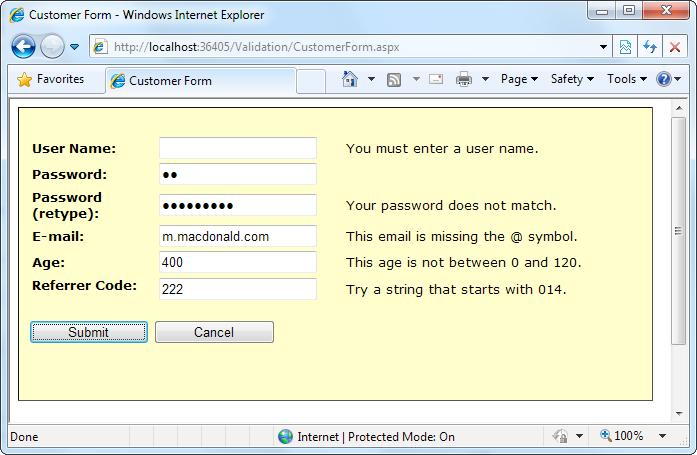 Customer Form - Windows Internet Explorer
http://localhost:36405/Validation/CustomerForm.aspx
Favorites Customer Form Page Safety Tools
User Name: You must enter a user name.
Password: ●●
Password
(retype): ●●●●●●●●● Your password does not match.
E-mail: m.macdonald.com This email is missing the @ symbol.
Age: 400 This age is not between 0 and 120.
Referrer Code: 222 Try a string that starts with 014.
Submit Cancel
Done Internet | Protected Mode: On 100%